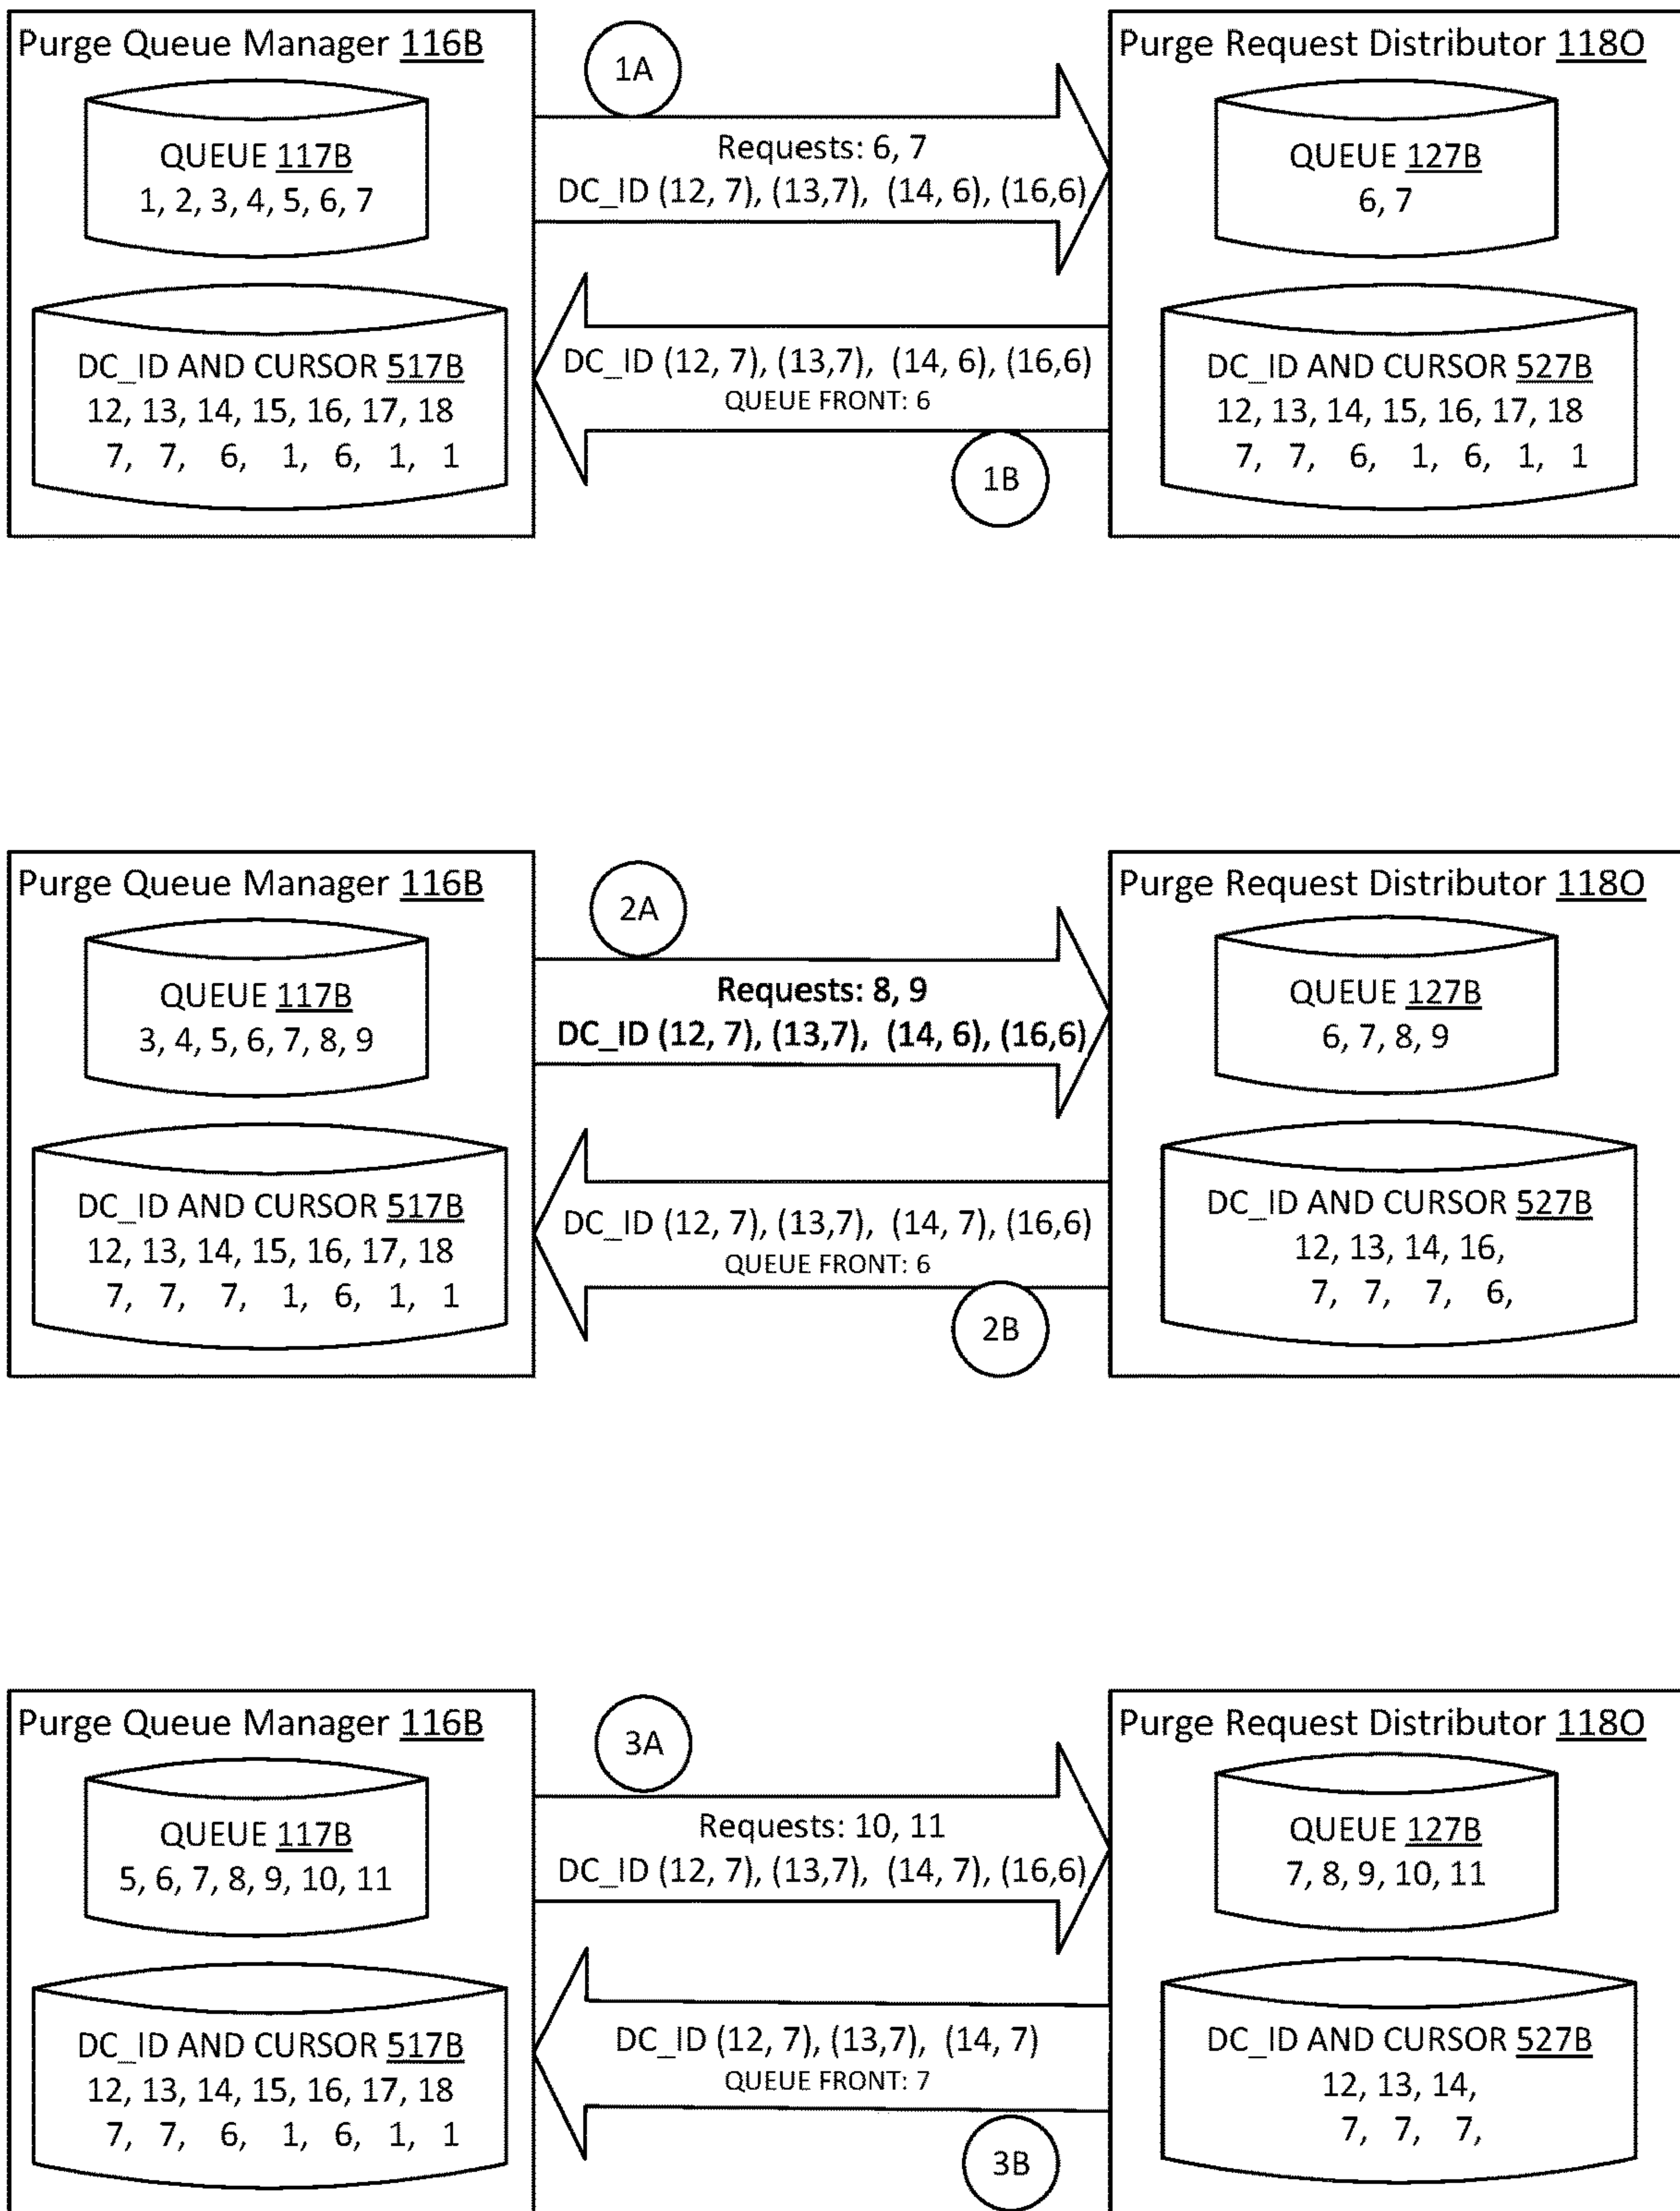 Purge Queue Manager 116B
QUEUE 117B
1, 2, 3, 4, 5, 6, 7
DC_ID AND CURSOR 517B
12, 13, 14, 15, 16, 17, 18
7, 7, 6, 1, 6, 1, 1
1A
Requests: 6, 7
DC_ID (12, 7), (13,7), (14, 6), (16,6)
DC_ID (12, 7), (13,7), (14, 6), (16,6)
QUEUE FRONT: 6
1B
Purge Request Distributor 118O
QUEUE 127B
6, 7
DC_ID AND CURSOR 527B
12, 13, 14, 15, 16, 17, 18
7, 7, 6, 1, 6, 1, 1
Purge Queue Manager 116B
QUEUE 117B
3, 4, 5, 6, 7, 8, 9
DC_ID AND CURSOR 517B
12, 13, 14, 15, 16, 17, 18
7, 7, 7, 1, 6, 1, 1
2A
Requests: 8, 9
DC_ID (12, 7), (13,7), (14, 6), (16,6)
DC_ID (12, 7), (13,7), (14, 7), (16,6)
QUEUE FRONT: 6
2B
Purge Request Distributor 118O
QUEUE 127B
6, 7, 8, 9
DC_ID AND CURSOR 527B
12, 13, 14, 16,
7, 7, 7, 6,
Purge Queue Manager 116B
QUEUE 117B
5, 6, 7, 8, 9, 10, 11
DC_ID AND CURSOR 517B
12, 13, 14, 15, 16, 17, 18
7, 7, 6, 1, 6, 1, 1
3A
Requests: 10, 11
DC_ID (12, 7), (13,7), (14, 7), (16,6)
DC_ID (12, 7), (13,7), (14, 7)
QUEUE FRONT: 7
3B
Purge Request Distributor 118O
QUEUE 127B
7, 8, 9, 10, 11
DC_ID AND CURSOR 527B
12, 13, 14,
7, 7, 7,